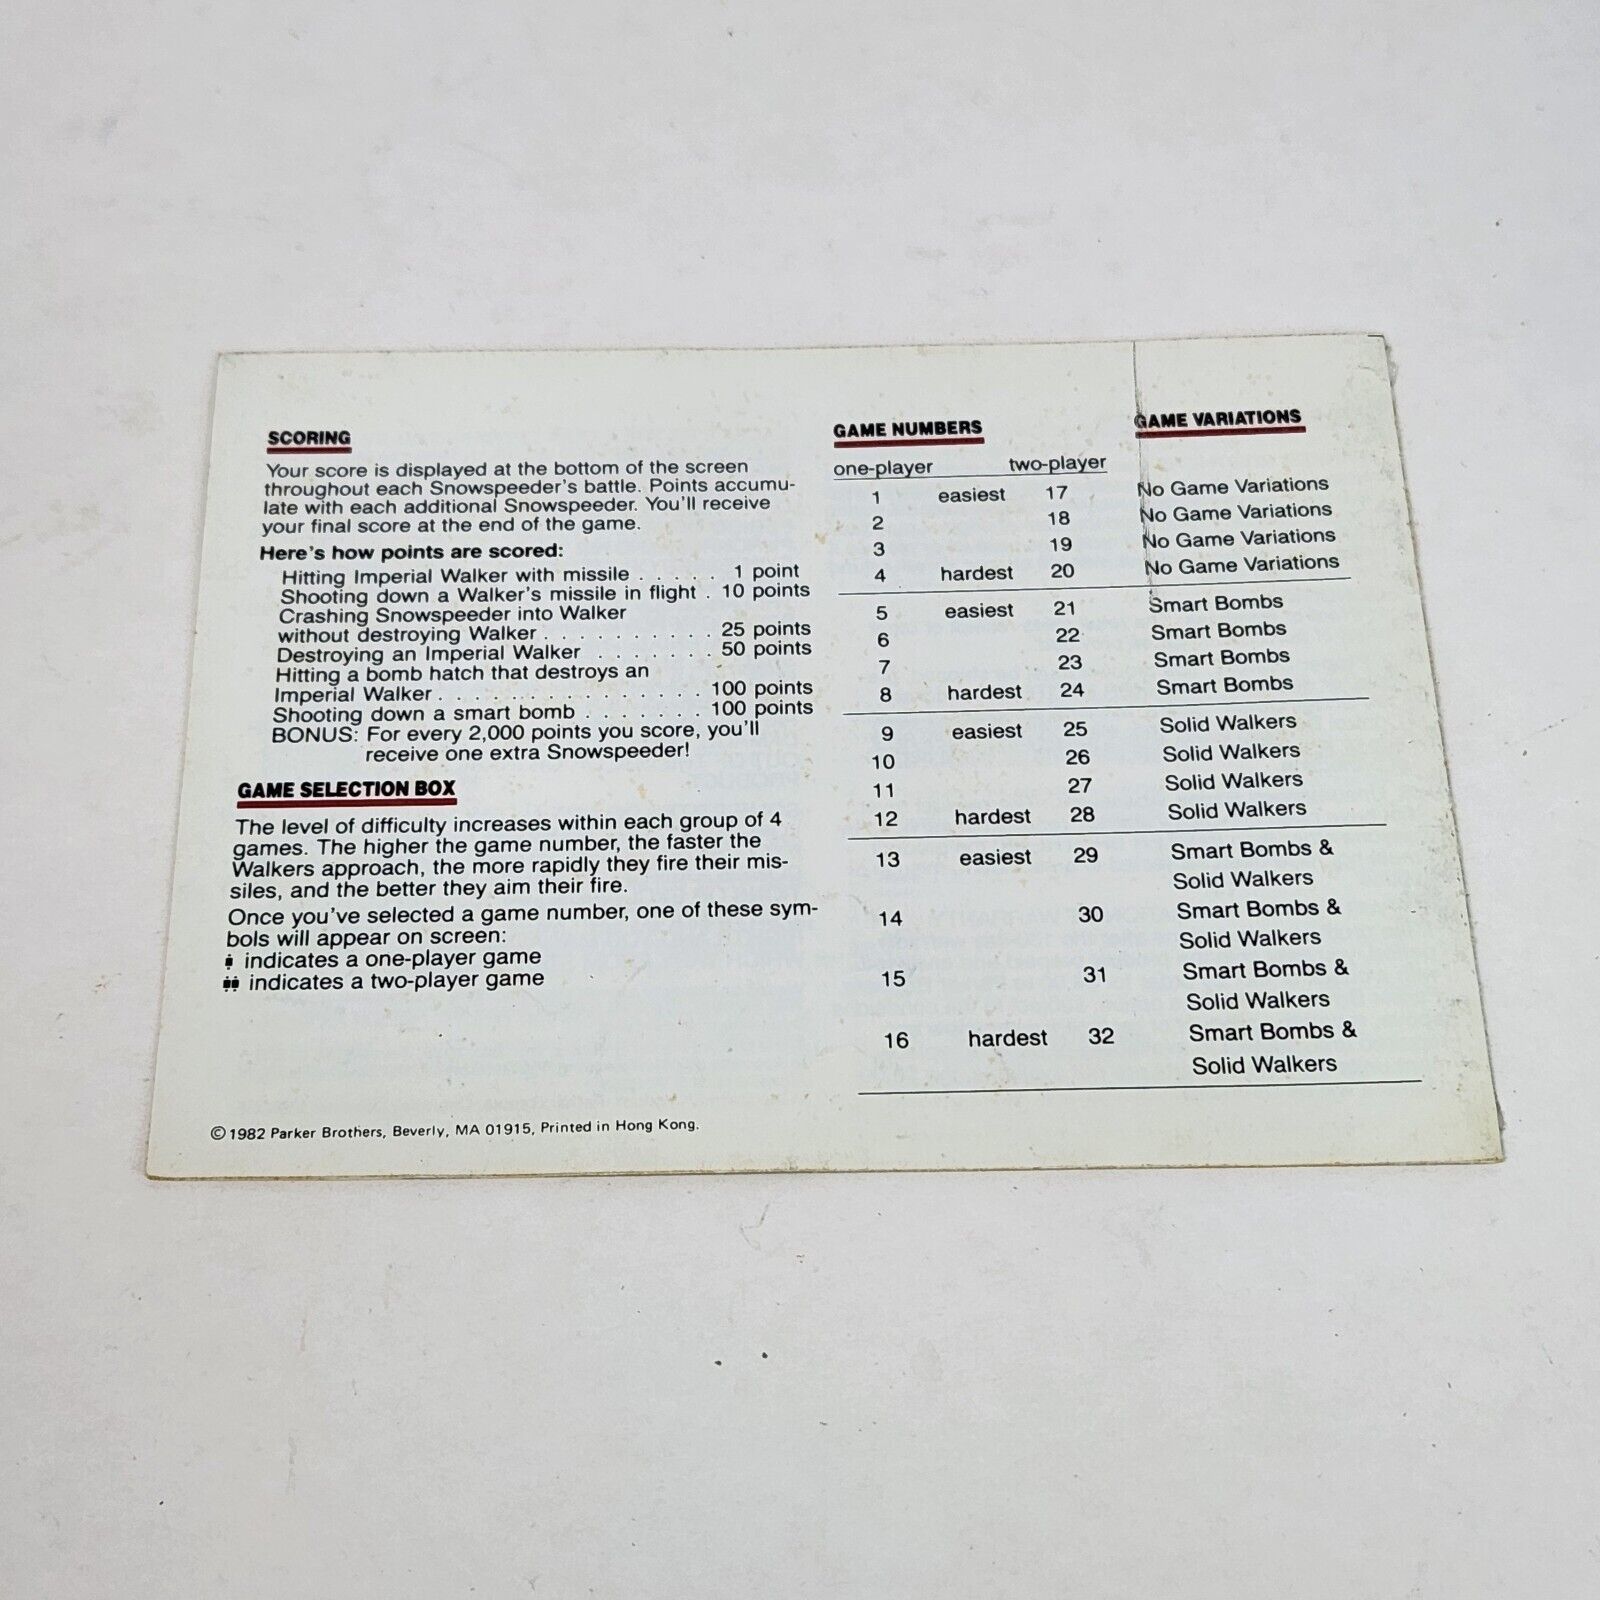 SCORING
Your score is displayed at the bottom of the screen
throughout each Snowspeeder's battle. Points accumu-
late with each additional Snowspeeder. You'll receive
your final score at the end of the game.
Here's how points are scored:
Hitting Imperial Walker with missile . . . . . 1 point
Shooting down a Walker's missile in flight . 10 points
Crashing Snowspeeder into Walker
without destroying Walker . . . . . . . . . . 25 points
Destroying an Imperial Walker . . . . . . . 50 points
Hitting a bomb hatch that destroys an
Imperial Walker . . . . . . . . . . . . . . . 100 points
Shooting down a smart bomb . . . . . . . 100 points
BONUS: For every 2,000 points you score, you'll
receive one extra Snowspeeder!
GAME SELECTION BOX
The level of difficulty increases within each group of 4
games. The higher the game number, the faster the
Walkers approach, the more rapidly they fire their mis-
siles, and the better they aim their fire.
Once you've selected a game number, one of these sym-
bols will appear on screen:
indicates a one-player game
indicates a two-player game
© 1982 Parker Brothers, Beverly, MA 01915, Printed in Hong Kong.
GAME NUMBERS GAME VARIATIONS
one-player two-player
1 easiest 17 No Game Variations
2 18 No Game Variations
3 19 No Game Variations
4 hardest 20 No Game Variations
5 easiest 21 Smart Bombs
6 22 Smart Bombs
7 23 Smart Bombs
8 hardest 24 Smart Bombs
9 easiest 25 Solid Walkers
10 26 Solid Walkers
11 27 Solid Walkers
12 hardest 28 Solid Walkers
13 easiest 29 Smart Bombs &
Solid Walkers
14 30 Smart Bombs &
Solid Walkers
15 31 Smart Bombs &
Solid Walkers
16 hardest 32 Smart Bombs &
Solid Walkers